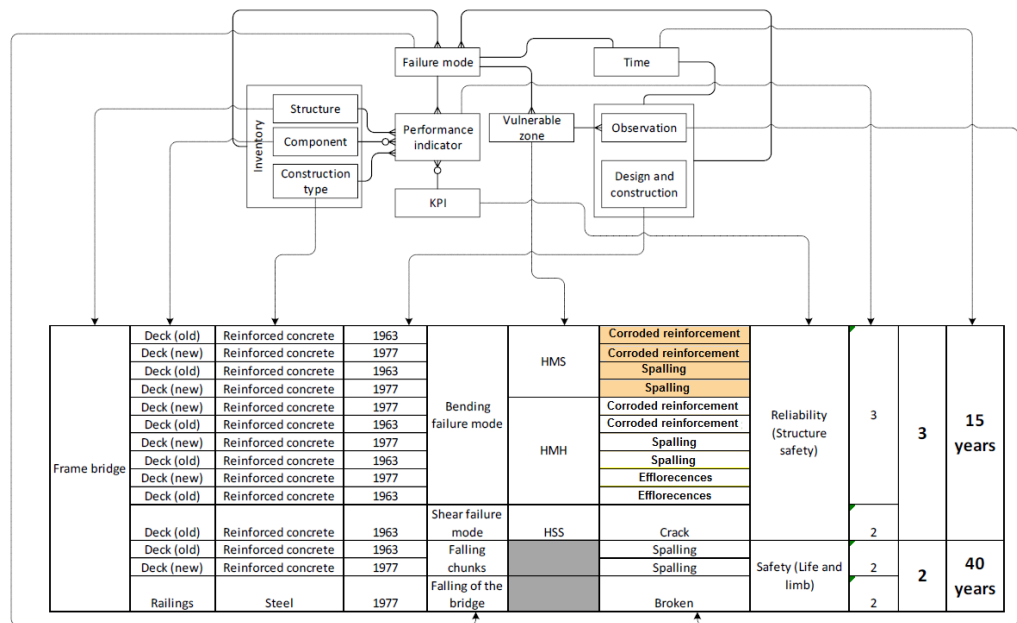 Failure mode
Time
Inventory
Structure
Component
Construction
type
Performance
indicator
KPI
Vulnerable
zone
Observation
Design and
construction
Frame bridge
Deck (old) Reinforced concrete 1963 Corroded reinforcement
Deck (new) Reinforced concrete 1977 Corroded reinforcement
Deck (old) Reinforced concrete 1963 Spalling
Deck (new) Reinforced concrete 1977 Spalling
HMS
Deck (new) Reinforced concrete 1977 Corroded reinforcement
Deck (old) Reinforced concrete 1963 Corroded reinforcement
Deck (new) Reinforced concrete 1977 Spalling
Deck (old) Reinforced concrete 1963 Spalling
Deck (new) Reinforced concrete 1977 Efflorecences
Deck (old) Reinforced concrete 1963 Efflorecences
HMH
Bending
failure mode
Reliability
(Structure
safety)
3
3
15
years
Deck (old) Reinforced concrete 1963
Shear failure
mode
HSS Crack 2
Deck (old) Reinforced concrete 1963 Spalling
Deck (new) Reinforced concrete 1977 Spalling
Falling
chunks
Safety (Life and
limb)
2
2
40
years
Railings Steel 1977
Falling of the
bridge
Broken 2